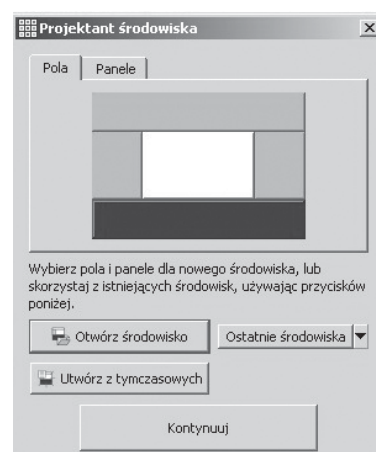 Projektant środowiska
Pola Panele
Wybierz pola i panele dla nowego środowiska, lub
skorzystaj z istniejących środowisk, używając przycisków
poniżej.
Otwórz środowisko Ostatnie środowiska
Utwórz z tymczasowych
Kontynuuj